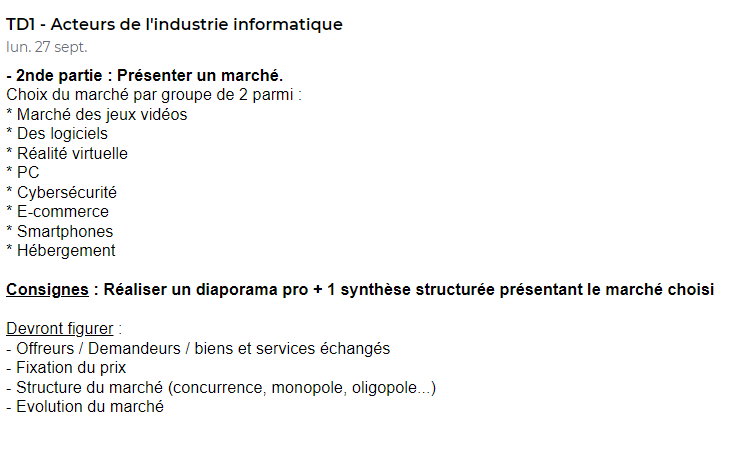 TD1 - Acteurs de l'industrie informatique
lun. 27 sept.
- 2nde partie : Présenter un marché.
Choix du marché par groupe de 2 parmi :
* Marché des jeux vidéos
* Des logiciels
* Réalité virtuelle
* PC
* Cybersécurité
* E-commerce
* Smartphones
* Hébergement
Consignes : Réaliser un diaporama pro + 1 synthèse structurée présentant le marché choisi
Devront figurer :
- Offreurs / Demandeurs / biens et services échangés
- Fixation du prix
- Structure du marché (concurrence, monopole, oligopole...)
- Evolution du marché